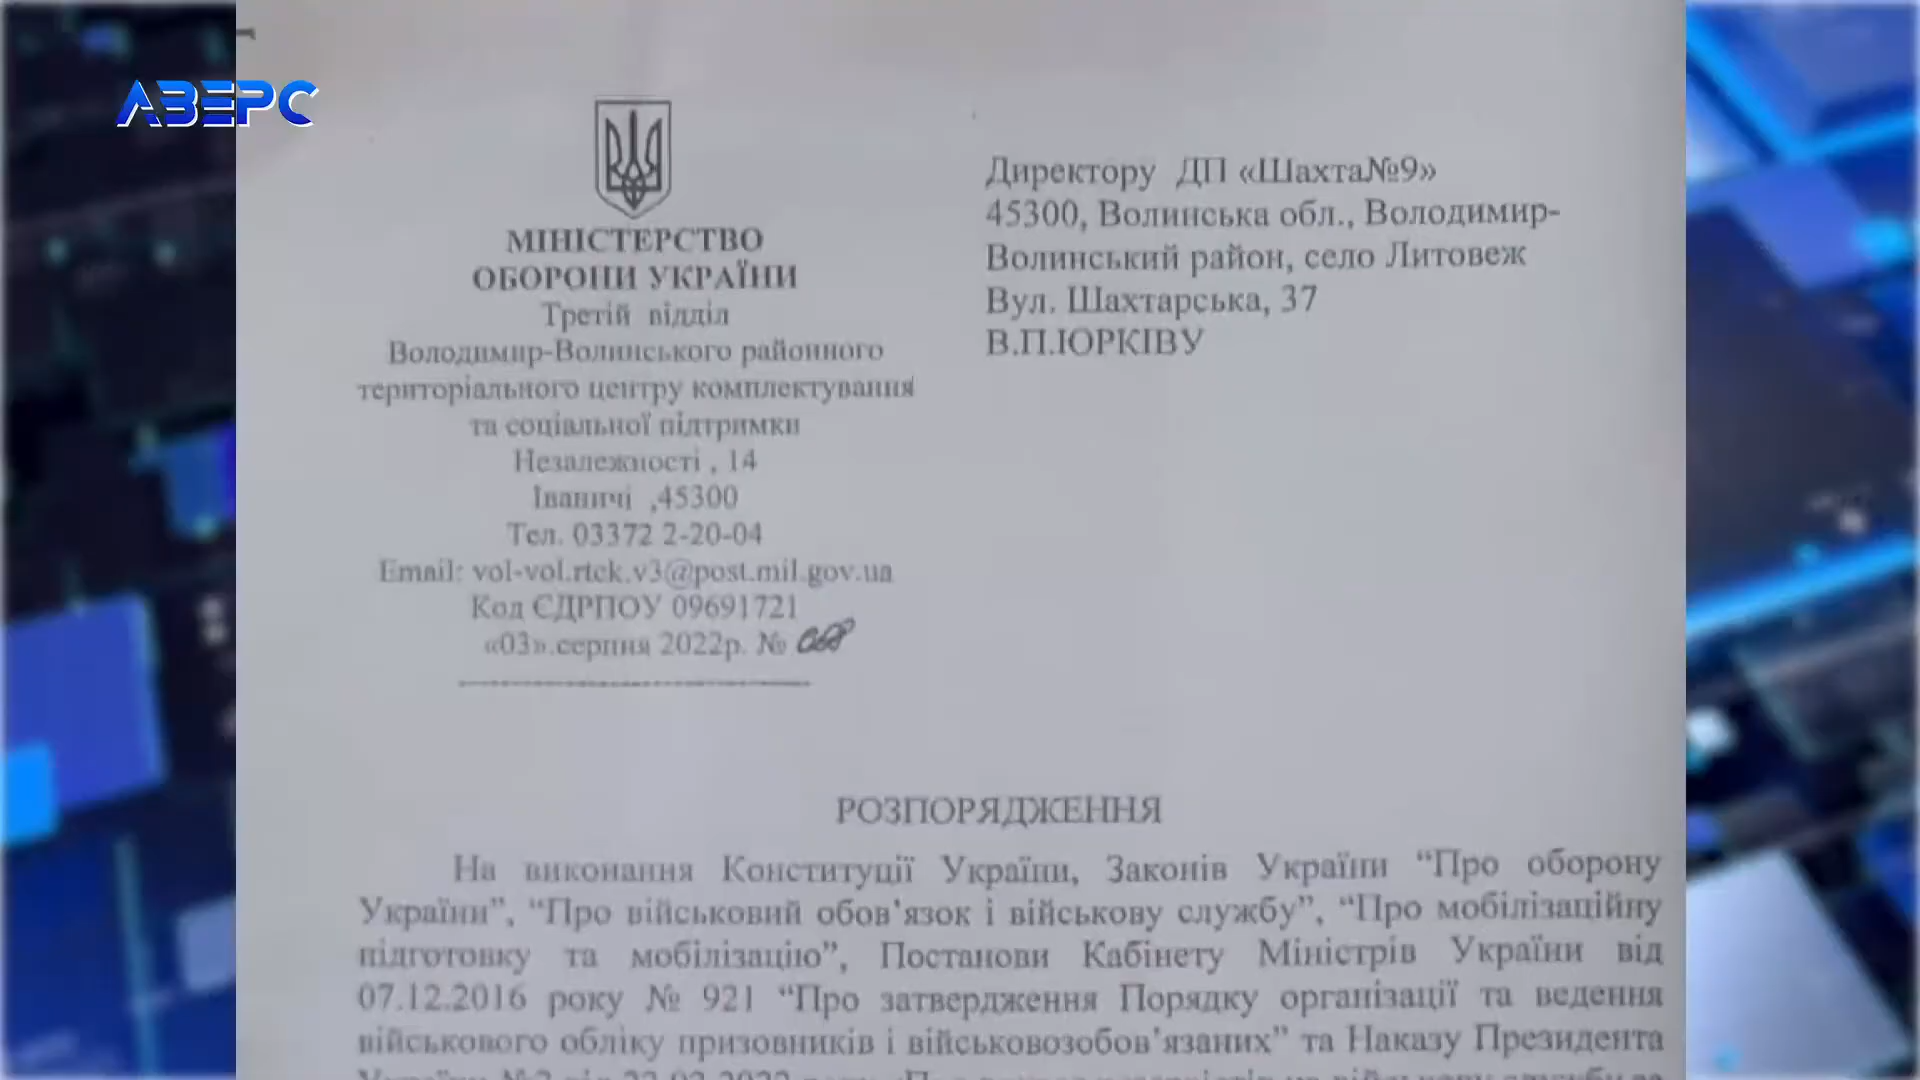 АВЕРС
МІНІСТЕРСТВО
ОБОРОНИ УКРАЇНИ
Третій відділ
Володимир-Волинського районного
територіального центру комплектування
та соціальної підтримки
Незалежності , 14
Іваничі ,45300
Тел. 03372 2-20-04
Email: vol-vol.rtck.v3@post.mil.gov.ua
Код ЄДРПОУ 09691721
«03».серпня 2022р. №
Директору ДП «Шахта№9»
45300, Волинська обл., Володимир-
Волинський район, село Литовеж
Вул. Шахтарська, 37
В.П.ЮРКІВУ
РОЗПОРЯДЖЕННЯ
На виконання Конституції України, Законів України “Про оборону
України”, “Про військовий обов’язок і військову службу”, “Про мобілізаційну
підготовку та мобілізацію”, Постанови Кабінету Міністрів України від
07.12.2016 року № 921 “Про затвердження Порядку організації та ведення
військового обліку призовників і військовозобов’язаних” та Наказу Президента